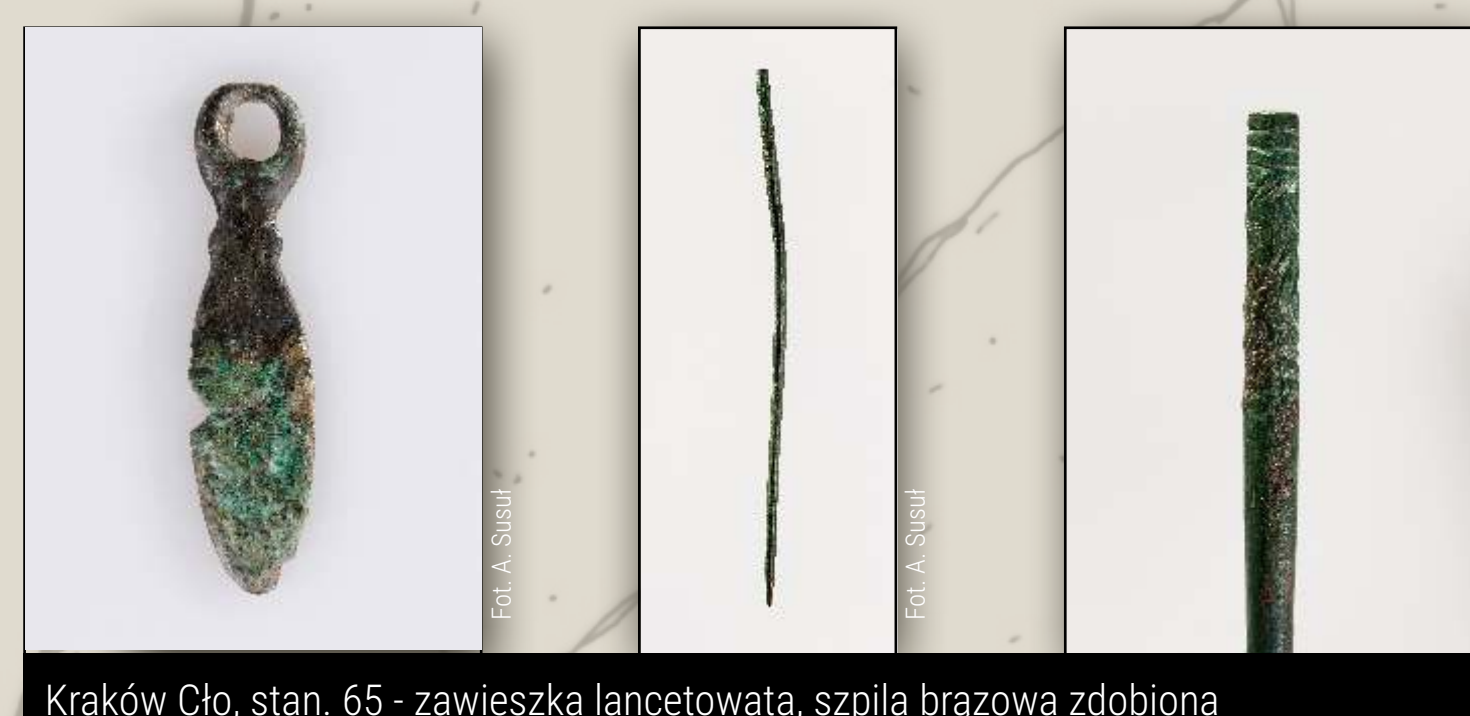 Fot. A. Susuł
Fot. A. Susuł
Kraków Cło, stan. 65 - zawieszka lancetowata, szpila brązowa zdobiona